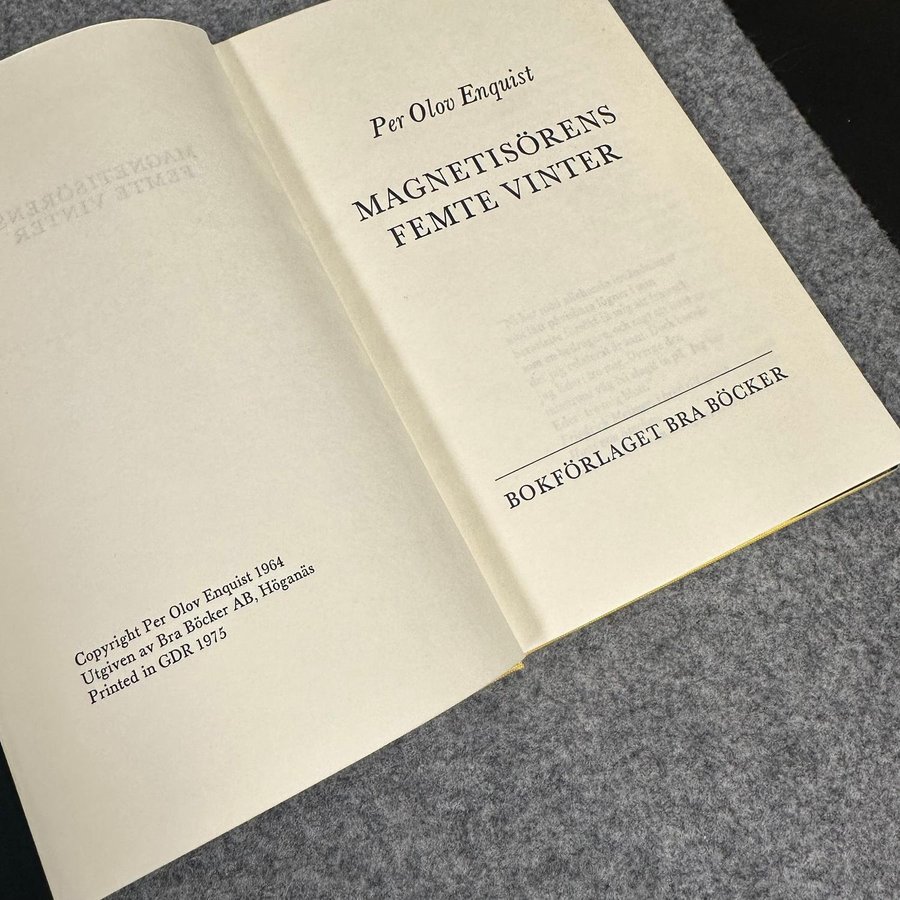 Copyright Per Olov Enquist 1964
Utgiven av Bra Böcker AB, Höganäs
Printed in GDR 1975
Per Olov Enquist
MAGNETISÖRENS
FEMTE VINTER
BOKFÖRLAGET BRA BÖCKER